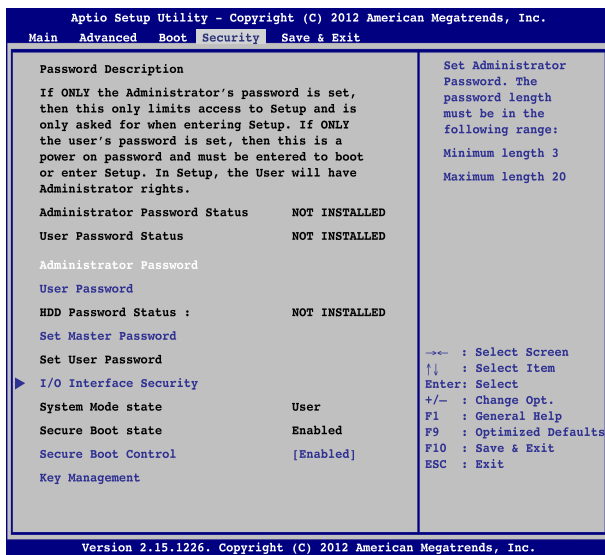 Aptio Setup Utility – Copyright (C) 2012 American Megatrends, Inc.
Main Advanced Boot Security Save & Exit
Password Description
If ONLY the Administrator's password is set,
then this only limits access to Setup and is
only asked for when entering Setup. If ONLY
the user's password is set, then this is a
power on password and must be entered to boot
or enter Setup. In Setup, the User will have
Administrator rights.
Administrator Password Status NOT INSTALLED
User Password Status NOT INSTALLED
Administrator Password
User Password
HDD Password Status : NOT INSTALLED
Set Master Password
Set User Password
I/O Interface Security
System Mode state User
Secure Boot state Enabled
Secure Boot Control [Enabled]
Key Management
Set Administrator
Password. The
password length
must be in the
following range:
Minimum length 3
Maximum length 20
→← : Select Screen
↑↓ : Select Item
Enter: Select
+/— : Change Opt.
F1 : General Help
F9 : Optimized Defaults
F10 : Save & Exit
ESC : Exit
Version 2.15.1226. Copyright (C) 2012 American Megatrends, Inc.